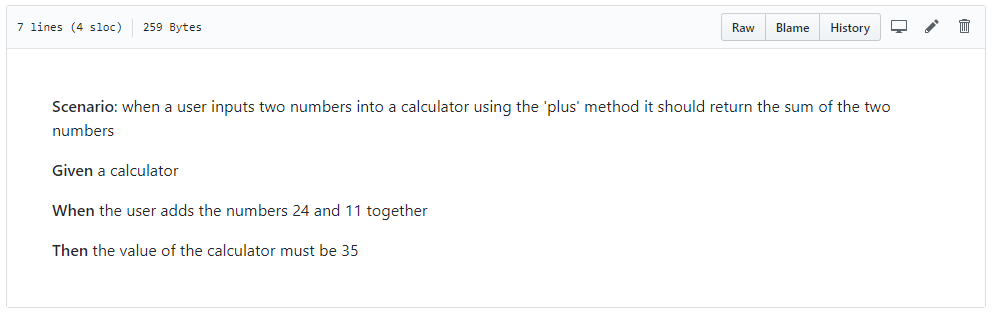 7 lines (4 sloc) 259 Bytes Raw Blame History
Scenario: when a user inputs two numbers into a calculator using the 'plus' method it should return the sum of the two
numbers
Given a calculator
When the user adds the numbers 24 and 11 together
Then the value of the calculator must be 35